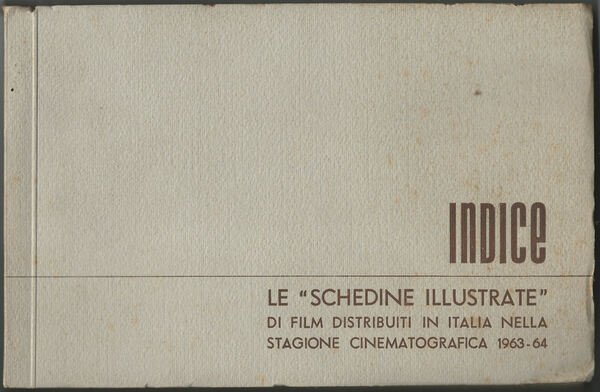 INDICE
LE "SCHEDINE ILLUSTRATE"
DI FILM DISTRIBUITI IN ITALIA NELLA
STAGIONE CINEMATOGRAFICA 1963-64